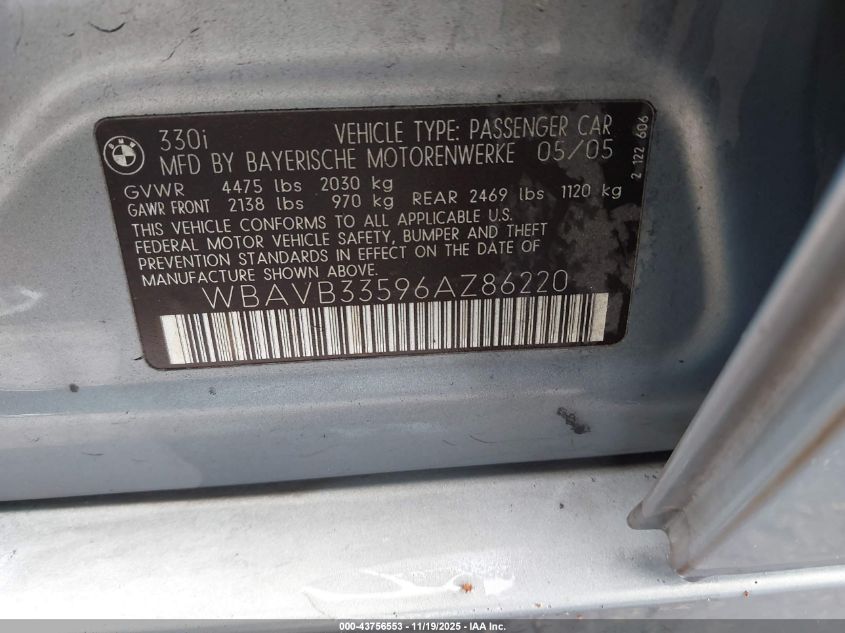 BMW
330i VEHICLE TYPE: PASSENGER CAR
MFD BY BAYERISCHE MOTORENWERKE 05/05
GVWR 4475 lbs 2030 kg
GAWR FRONT 2138 lbs 970 kg REAR 2469 lbs 1120 kg
THIS VEHICLE CONFORMS TO ALL APPLICABLE U.S.
FEDERAL MOTOR VEHICLE SAFETY, BUMPER AND THEFT
PREVENTION STANDARDS IN EFFECT ON THE DATE OF
MANUFACTURE SHOWN ABOVE.
WBAVB33596AZ86220
2 122 606
000-43756553 - 11/19/2025 - IAA Inc.